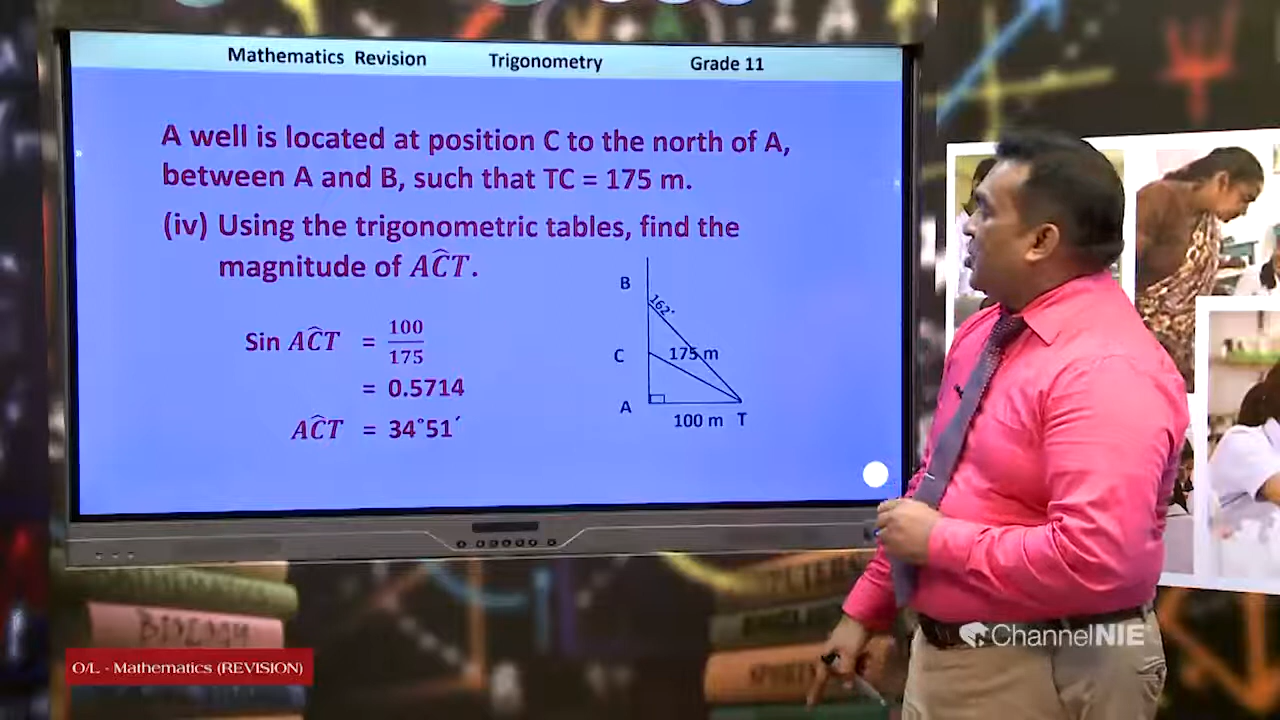 Mathematics Revision Trigonometry Grade 11
A well is located at position C to the north of A,
between A and B, such that TC = 175 m.
(iv) Using the trigonometric tables, find the
magnitude of AĈT.
Sin AĈT = 100/175
= 0.5714
AĈT = 34°51′
B
162°
C
175 m
A
100 m T
BIOLOGY
SPORTS
O/L - Mathematics (REVISION)
ChannelNIE